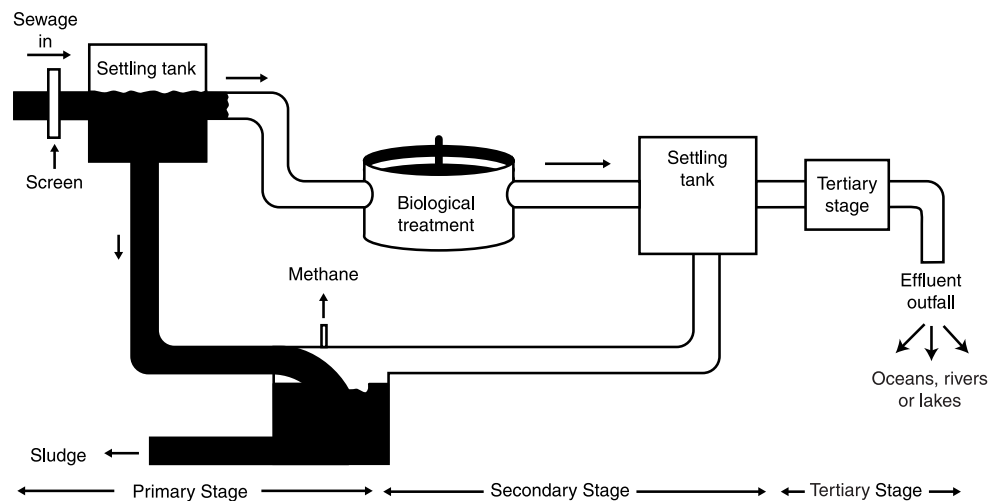 Sewage
in
Settling tank
Screen
Biological
treatment
Settling
tank
Tertiary
stage
Methane
Effluent
outfall
Oceans, rivers
or lakes
Sludge
Primary Stage
Secondary Stage
Tertiary Stage